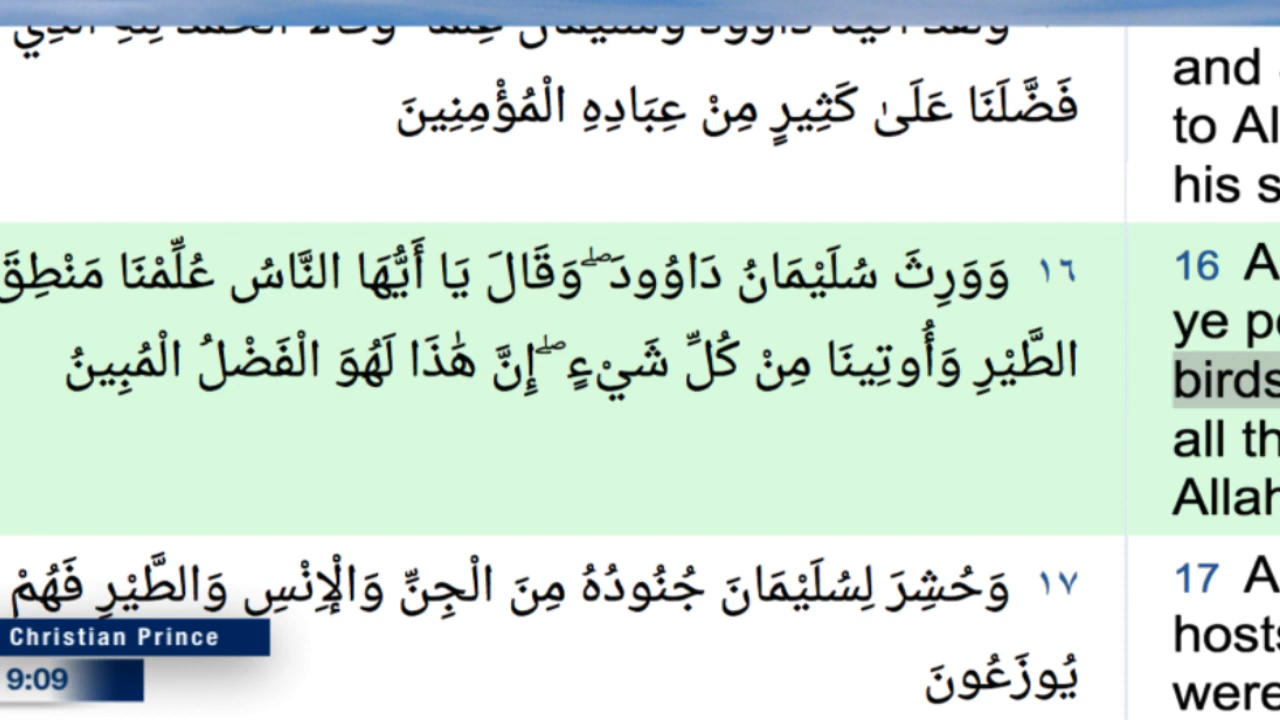 فَضَّلَنَا عَلَىٰ كَثِيرٍ مِنْ عِبَادِهِ الْمُؤْمِنِينَ
١٦ وَوَرِثَ سُلَيْمَانُ دَاوُودَ ۖ وَقَالَ يَا أَيُّهَا النَّاسُ عُلِّمْنَا مَنْطِقَ
الطَّيْرِ وَأُوتِينَا مِنْ كُلِّ شَيْءٍ ۖ إِنَّ هَٰذَا لَهُوَ الْفَضْلُ الْمُبِينُ
١٧ وَحُشِرَ لِسُلَيْمَانَ جُنُودُهُ مِنَ الْجِنِّ وَالْإِنْسِ وَالطَّيْرِ فَهُمْ
يُوزَعُونَ
and
to Al
his s
16 A
ye p
birds
all th
Allah
17 A
hosts
were
Christian Prince
9:09